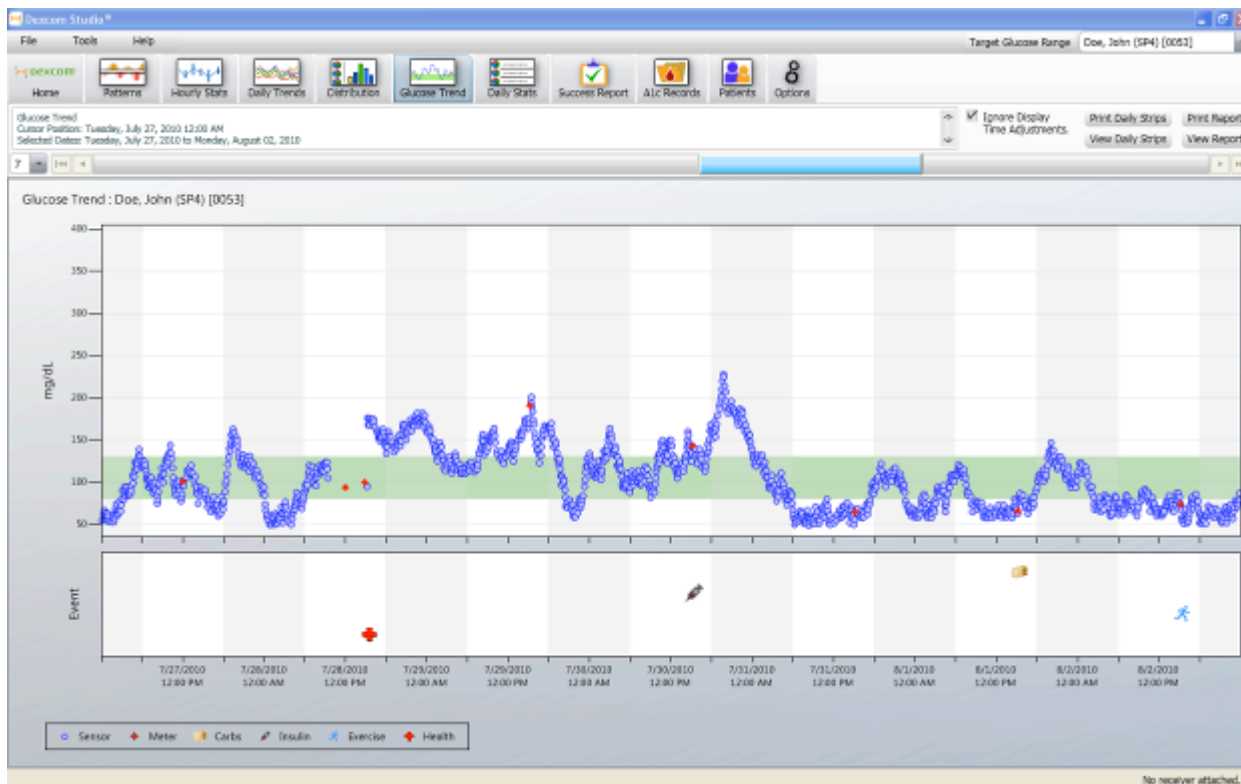 Dexcom Studio™
File Tools Help
Target Glucose Range Doe, John (SP4) [0053]
DEXCOM
Home Patterns Hourly Stats Daily Trends Distribution Glucose Trend Daily Stats Success Report A1c Records Patients Options
Glucose Trend
Cursor Position: Tuesday, July 27, 2010 12:00 AM
Selected Dates: Tuesday, July 27, 2010 to Monday, August 02, 2010
Ignore Display
Time Adjustments.
Print Daily Strips Print Report
View Daily Strips View Report
7
Glucose Trend : Doe, John (SP4) [0053]
400
350
300
250
200
150
100
50
mg/dL
Event
7/27/2010 7/28/2010 7/28/2010 7/29/2010 7/29/2010 7/30/2010 7/30/2010 7/31/2010 7/31/2010 8/1/2010 8/1/2010 8/2/2010 8/2/2010
12:00 PM 12:00 AM 12:00 PM 12:00 AM 12:00 PM 12:00 AM 12:00 PM 12:00 AM 12:00 PM 12:00 AM 12:00 PM 12:00 AM 12:00 PM
Sensor Meter Carbs Insulin Exercise Health
No receiver attached.